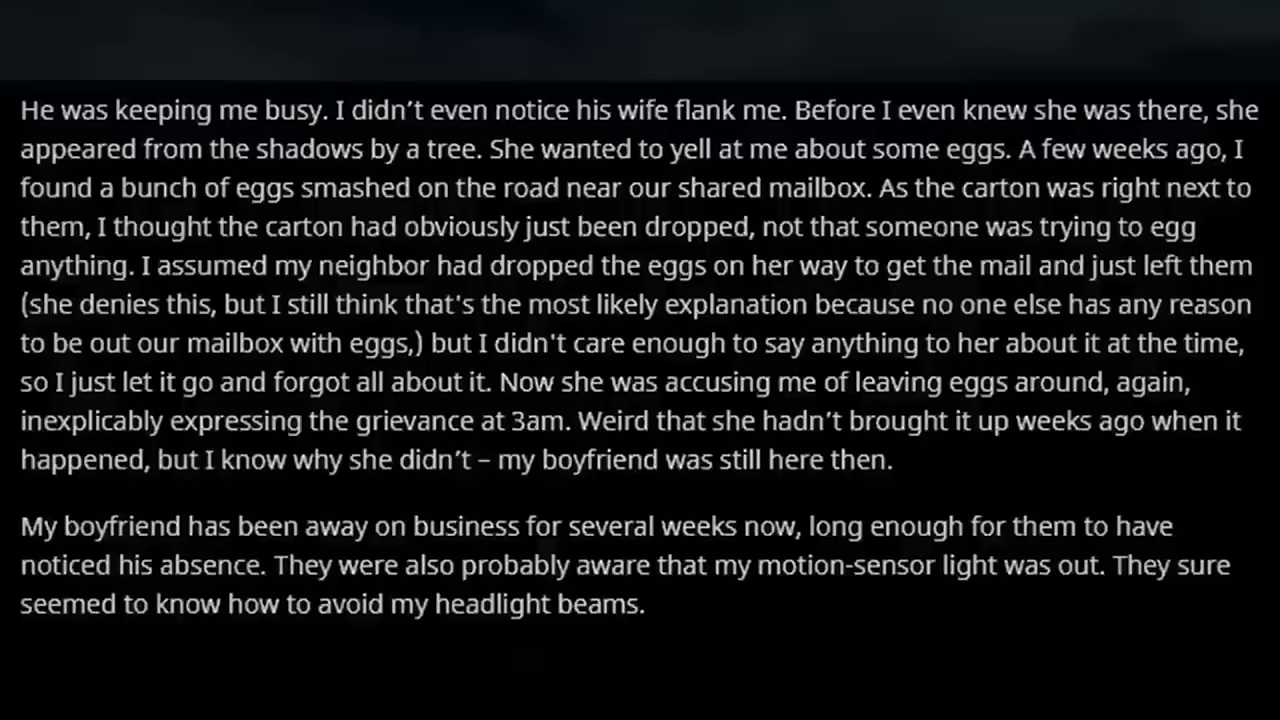 He was keeping me busy. I didn’t even notice his wife flank me. Before I even knew she was there, she
appeared from the shadows by a tree. She wanted to yell at me about some eggs. A few weeks ago, I
found a bunch of eggs smashed on the road near our shared mailbox. As the carton was right next to
them, I thought the carton had obviously just been dropped, not that someone was trying to egg
anything. I assumed my neighbor had dropped the eggs on her way to get the mail and just left them
(she denies this, but I still think that's the most likely explanation because no one else has any reason
to be out our mailbox with eggs,) but I didn't care enough to say anything to her about it at the time,
so I just let it go and forgot all about it. Now she was accusing me of leaving eggs around, again,
inexplicably expressing the grievance at 3am. Weird that she hadn’t brought it up weeks ago when it
happened, but I know why she didn’t – my boyfriend was still here then.
My boyfriend has been away on business for several weeks now, long enough for them to have
noticed his absence. They were also probably aware that my motion-sensor light was out. They sure
seemed to know how to avoid my headlight beams.